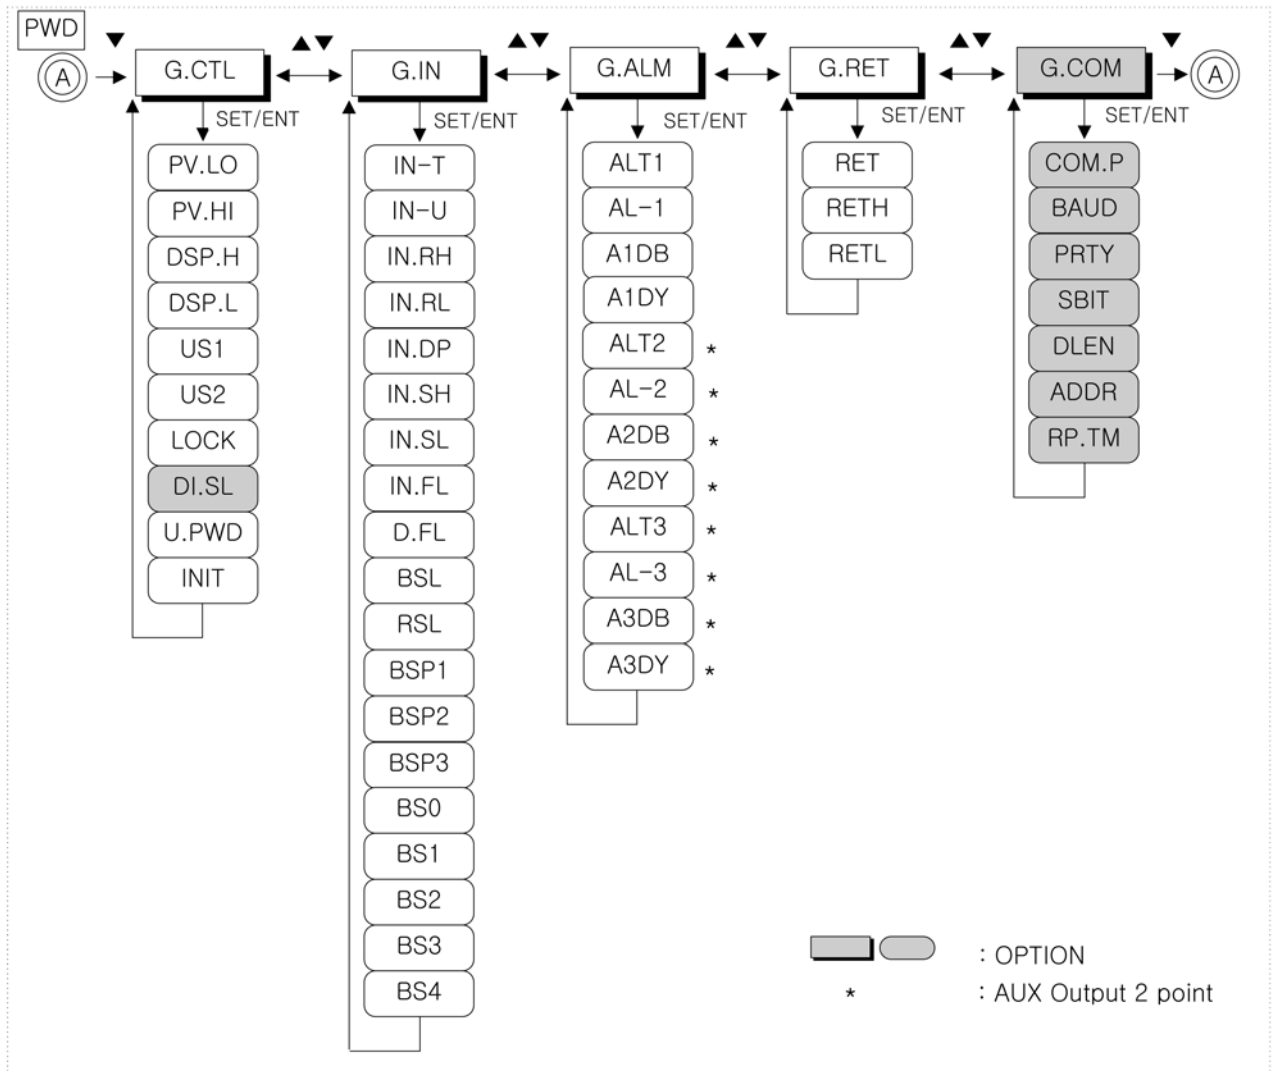 PWD
▼
▲▼
▲▼
▲▼
▲▼
▼
A
G.CTL
G.IN
G.ALM
G.RET
G.COM
A
SET/ENT
SET/ENT
SET/ENT
SET/ENT
SET/ENT
PV.LO
PV.HI
DSP.H
DSP.L
US1
US2
LOCK
DI.SL
U.PWD
INIT
IN-T
IN-U
IN.RH
IN.RL
IN.DP
IN.SH
IN.SL
IN.FL
D.FL
BSL
RSL
BSP1
BSP2
BSP3
BS0
BS1
BS2
BS3
BS4
ALT1
AL-1
A1DB
A1DY
ALT2 *
AL-2 *
A2DB *
A2DY *
ALT3 *
AL-3 *
A3DB *
A3DY *
RET
RETH
RETL
COM.P
BAUD
PRTY
SBIT
DLEN
ADDR
RP.TM
: OPTION
* : AUX Output 2 point